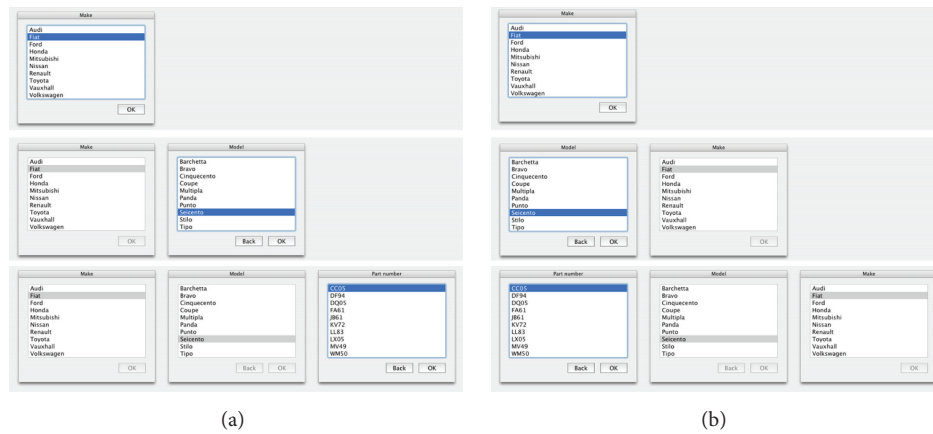 Make
Audi
Fiat
Ford
Honda
Mitsubishi
Nissan
Renault
Toyota
Vauxhall
Volkswagen
OK
Make
Audi
Fiat
Ford
Honda
Mitsubishi
Nissan
Renault
Toyota
Vauxhall
Volkswagen
OK
Model
Barchetta
Bravo
Cinquecento
Coupe
Multipla
Panda
Punto
Seicento
Stilo
Tipo
Back OK
Make
Audi
Fiat
Ford
Honda
Mitsubishi
Nissan
Renault
Toyota
Vauxhall
Volkswagen
OK
Model
Barchetta
Bravo
Cinquecento
Coupe
Multipla
Panda
Punto
Seicento
Stilo
Tipo
Back OK
Part number
CC05
DF94
DQ05
FA61
JB61
KV72
LL83
LX05
MV49
WM50
Back OK
(a)
Make
Audi
Fiat
Ford
Honda
Mitsubishi
Nissan
Renault
Toyota
Vauxhall
Volkswagen
OK
Model
Barchetta
Bravo
Cinquecento
Coupe
Multipla
Panda
Punto
Seicento
Stilo
Tipo
Back OK
Make
Audi
Fiat
Ford
Honda
Mitsubishi
Nissan
Renault
Toyota
Vauxhall
Volkswagen
OK
Part number
CC05
DF94
DQ05
FA61
JB61
KV72
LL83
LX05
MV49
WM50
Back OK
Model
Barchetta
Bravo
Cinquecento
Coupe
Multipla
Panda
Punto
Seicento
Stilo
Tipo
Back OK
Make
Audi
Fiat
Ford
Honda
Mitsubishi
Nissan
Renault
Toyota
Vauxhall
Volkswagen
OK
(b)